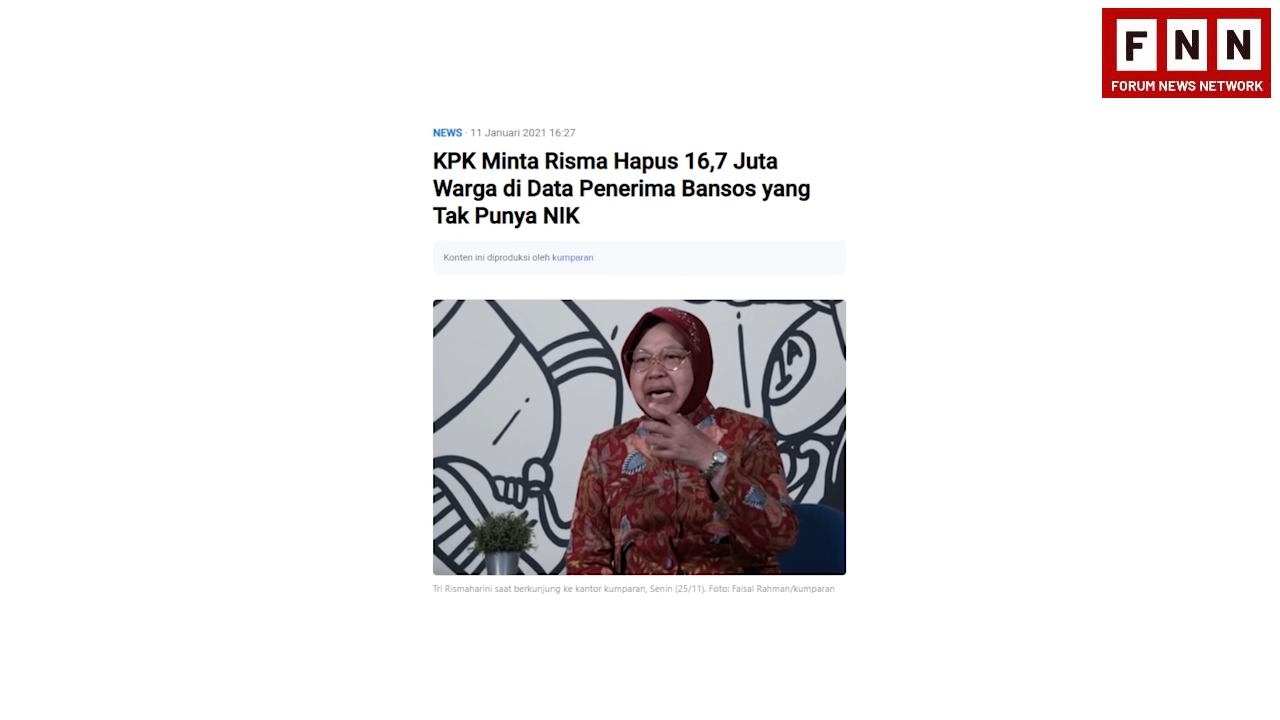 F N N
FORUM NEWS NETWORK
NEWS · 11 Januari 2021 16:27
KPK Minta Risma Hapus 16,7 Juta
Warga di Data Penerima Bansos yang
Tak Punya NIK
Konten ini diproduksi oleh kumparan
1A
Tri Rismaharini saat berkunjung ke kantor kumparan, Senin (25/11). Foto: Faisal Rahman/kumparan